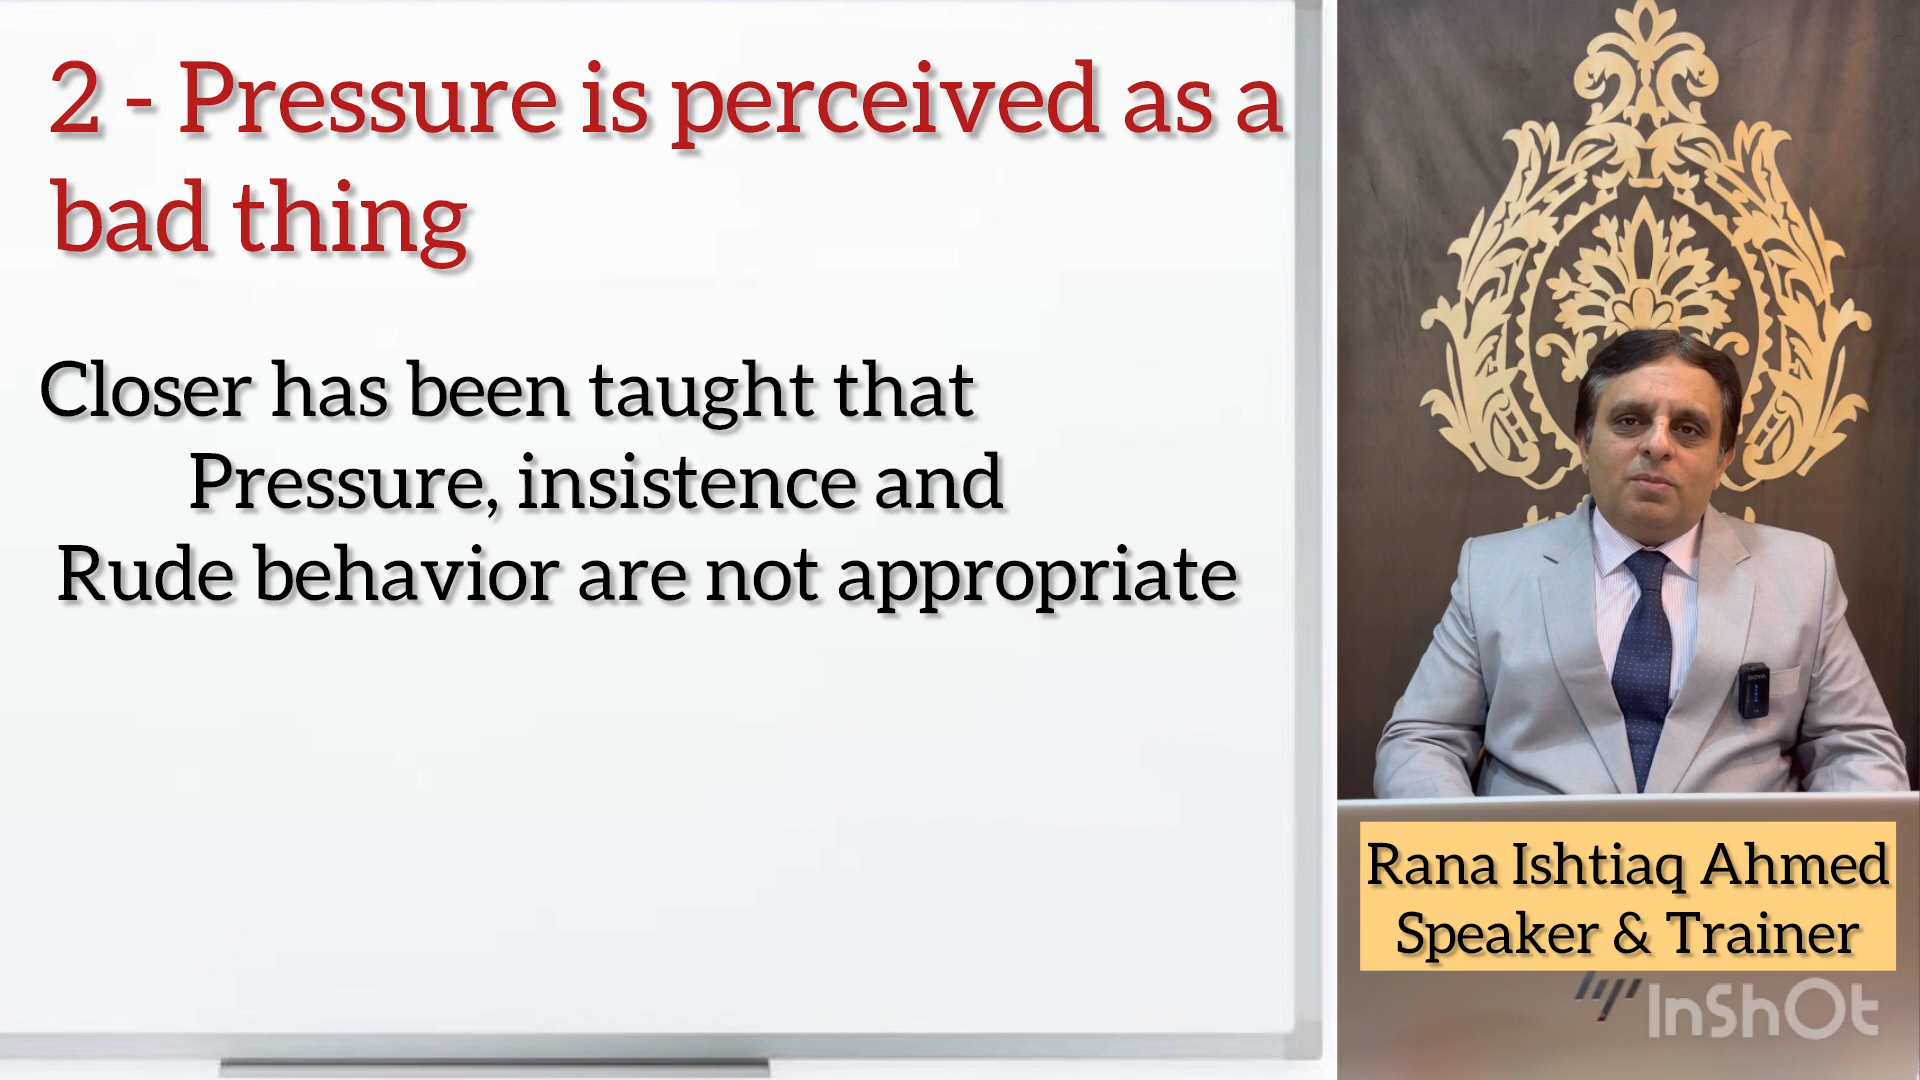 2 - Pressure is perceived as a
bad thing
Closer has been taught that
Pressure, insistence and
Rude behavior are not appropriate
BOYA
Rana Ishtiaq Ahmed
Speaker & Trainer
InShOt